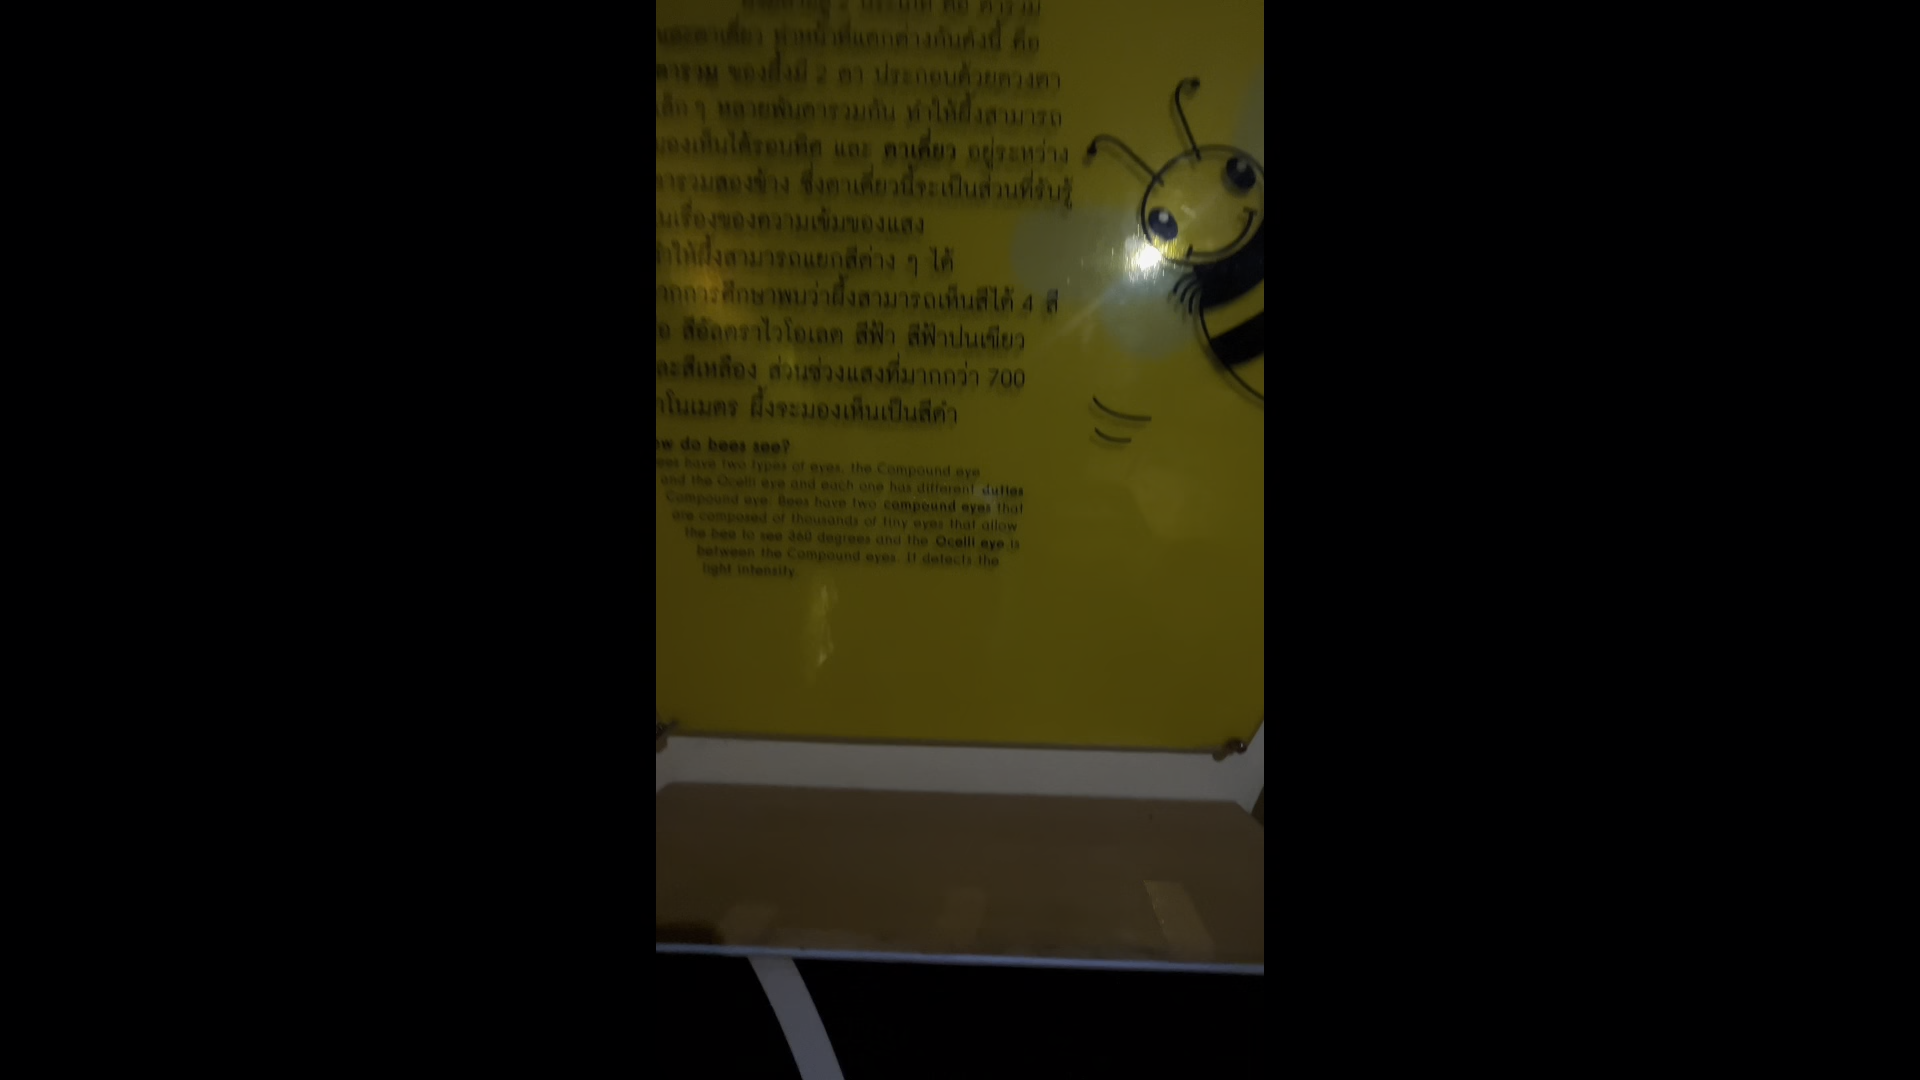 2 ประเภท คือ ตารวม
และตาเดี่ยว ทำหน้าที่แตกต่างกันดังนี้ คือ
ตารวม ของผึ้งมี 2 ตา ประกอบด้วยดวงตา
เล็ก ๆ หลายพันตารวมกัน ทำให้ผึ้งสามารถ
มองเห็นได้รอบทิศ และ ตาเดี่ยว อยู่ระหว่าง
ตารวมสองข้าง ซึ่งตาเดี่ยวนี้จะเป็นส่วนที่รับรู้
นเรื่องของความเข้มของแสง
ทำให้ผึ้งสามารถแยกสีต่าง ๆ ได้
ากการศึกษาพบว่าผึ้งสามารถเห็นสีได้ 4 สี
อ สีอัลตราไวโอเลต สีฟ้า สีฟ้าปนเขียว
ละสีเหลือง ส่วนช่วงแสงที่มากกว่า 700
าโนเมตร ผึ้งจะมองเห็นเป็นสีดำ
ow do bees see?
ees have two types of eyes, the Compound eye
and the Ocelli eye and each one has different duties
Compound eye: Bees have two compound eyes that
are composed of thousands of tiny eyes that allow
the bee to see 360 degrees and the Ocelli eye is
between the Compound eyes. It detects the
light intensity.